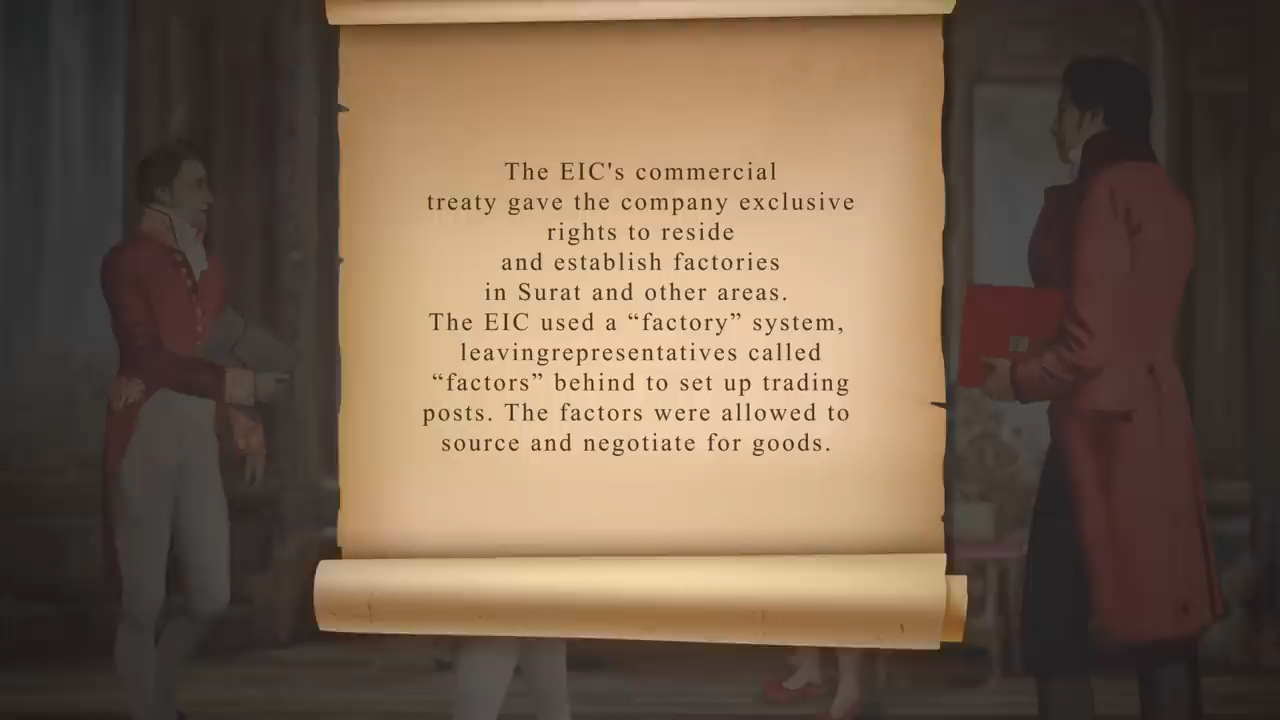 The EIC's commercial
treaty gave the company exclusive
rights to reside
and establish factories
in Surat and other areas.
The EIC used a “factory” system,
leavingrepresentatives called
“factors” behind to set up trading
posts. The factors were allowed to
source and negotiate for goods.